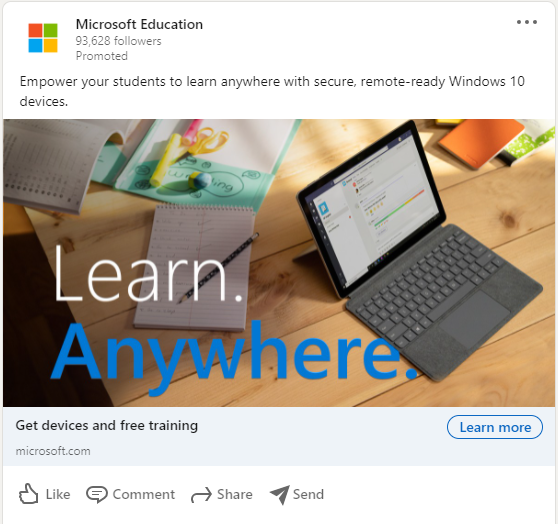 Microsoft Education
93,628 followers
Promoted
Empower your students to learn anywhere with secure, remote-ready Windows 10
devices.
Learn.
Anywhere.
Get devices and free training
Learn more
microsoft.com
Like
Comment
Share
Send